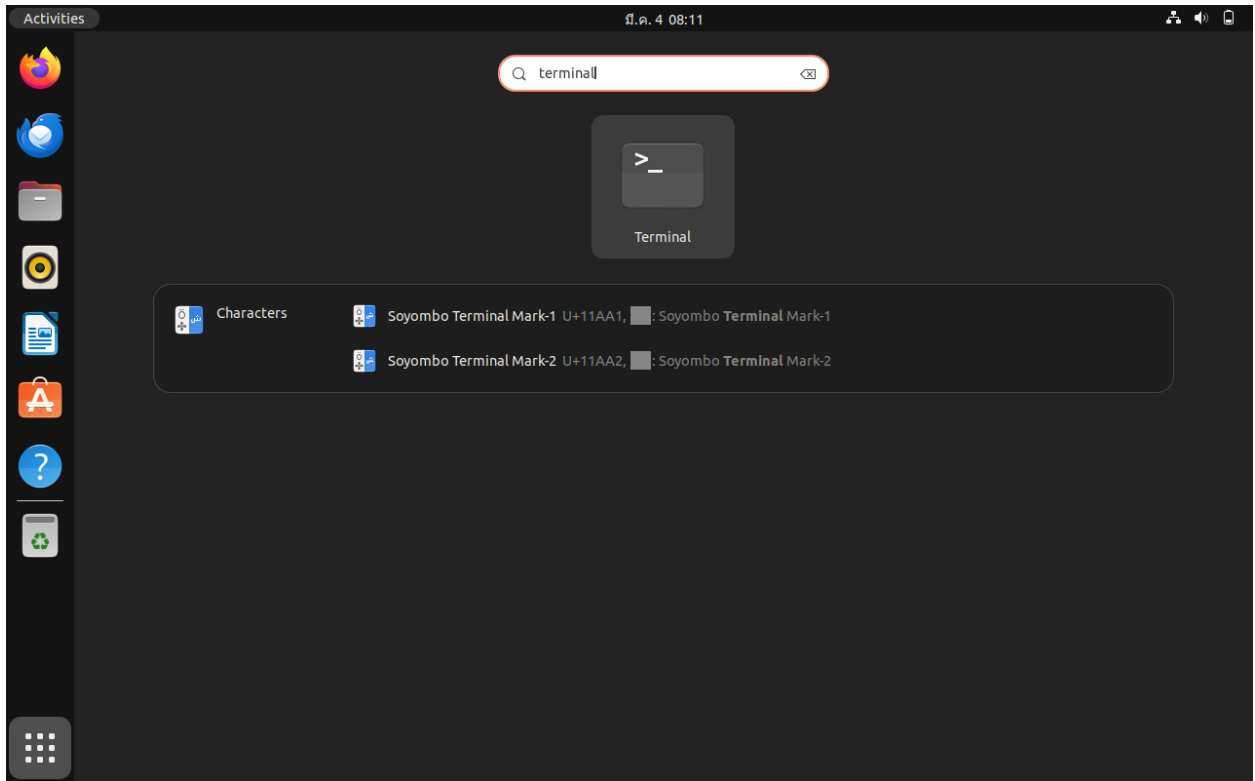 Activities
มี.ค. 4 08:11
terminal
>_
Terminal
Characters
Soyombo Terminal Mark-1 U+11AA1, : Soyombo Terminal Mark-1
Soyombo Terminal Mark-2 U+11AA2, : Soyombo Terminal Mark-2